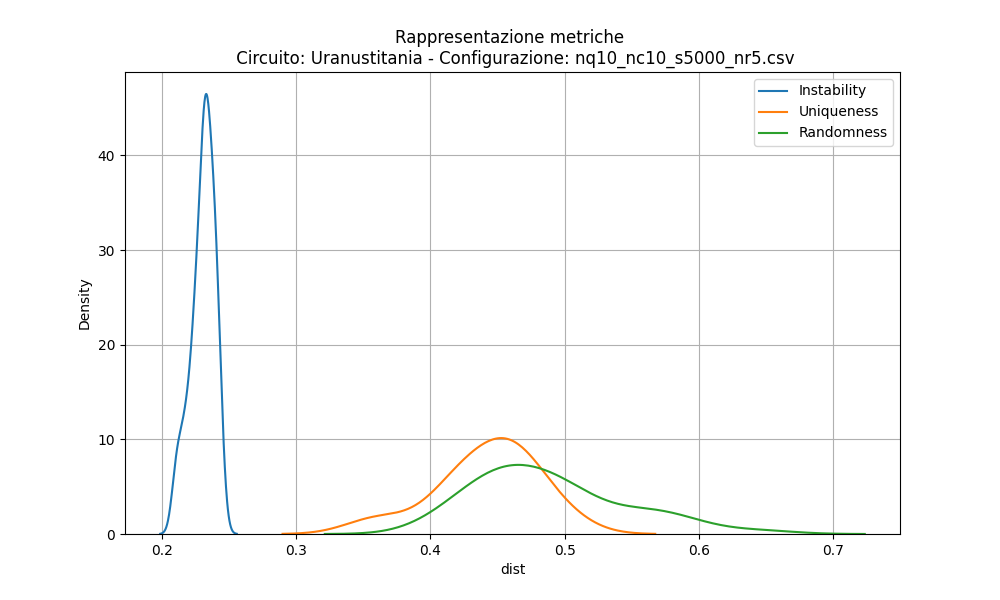 Rappresentazione metriche
Circuito: Uranustitania - Configurazione: nq10_nc10_s5000_nr5.csv
Instability
Uniqueness
Randomness
Density
40
30
20
10
0
0.2 0.3 0.4 0.5 0.6 0.7
dist